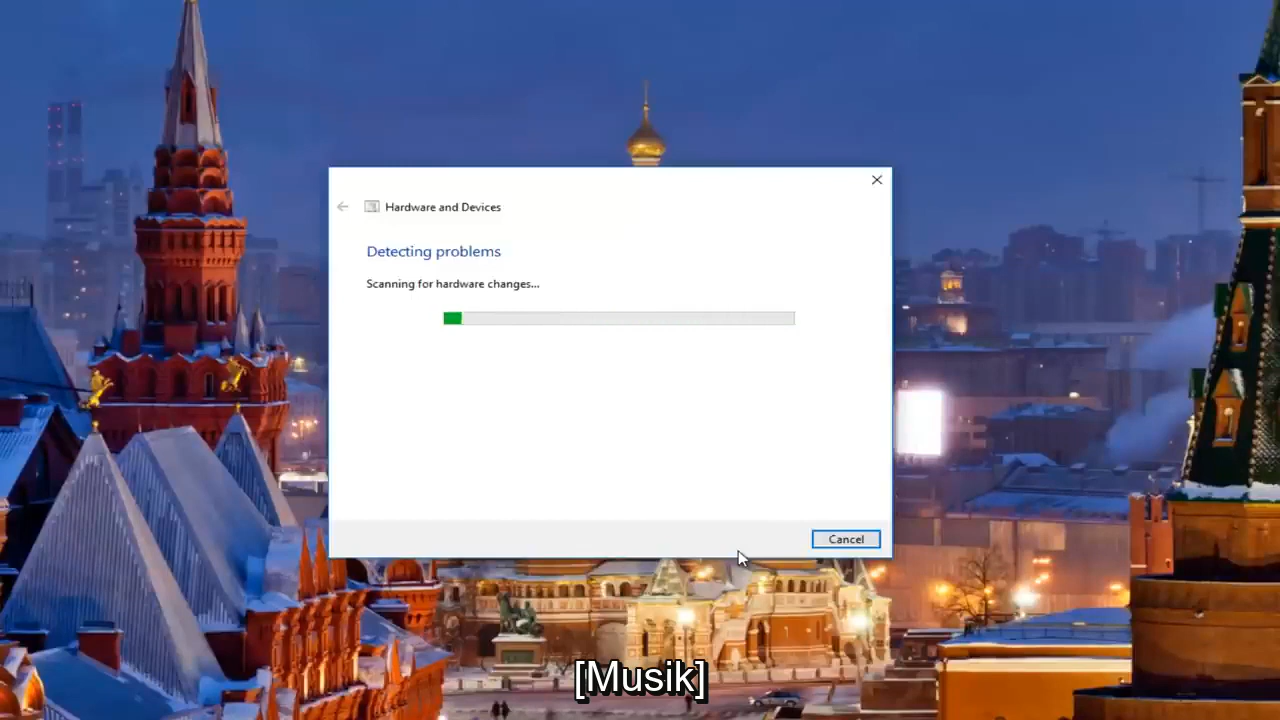 Hardware and Devices
Detecting problems
Scanning for hardware changes...
Cancel
[Musik]